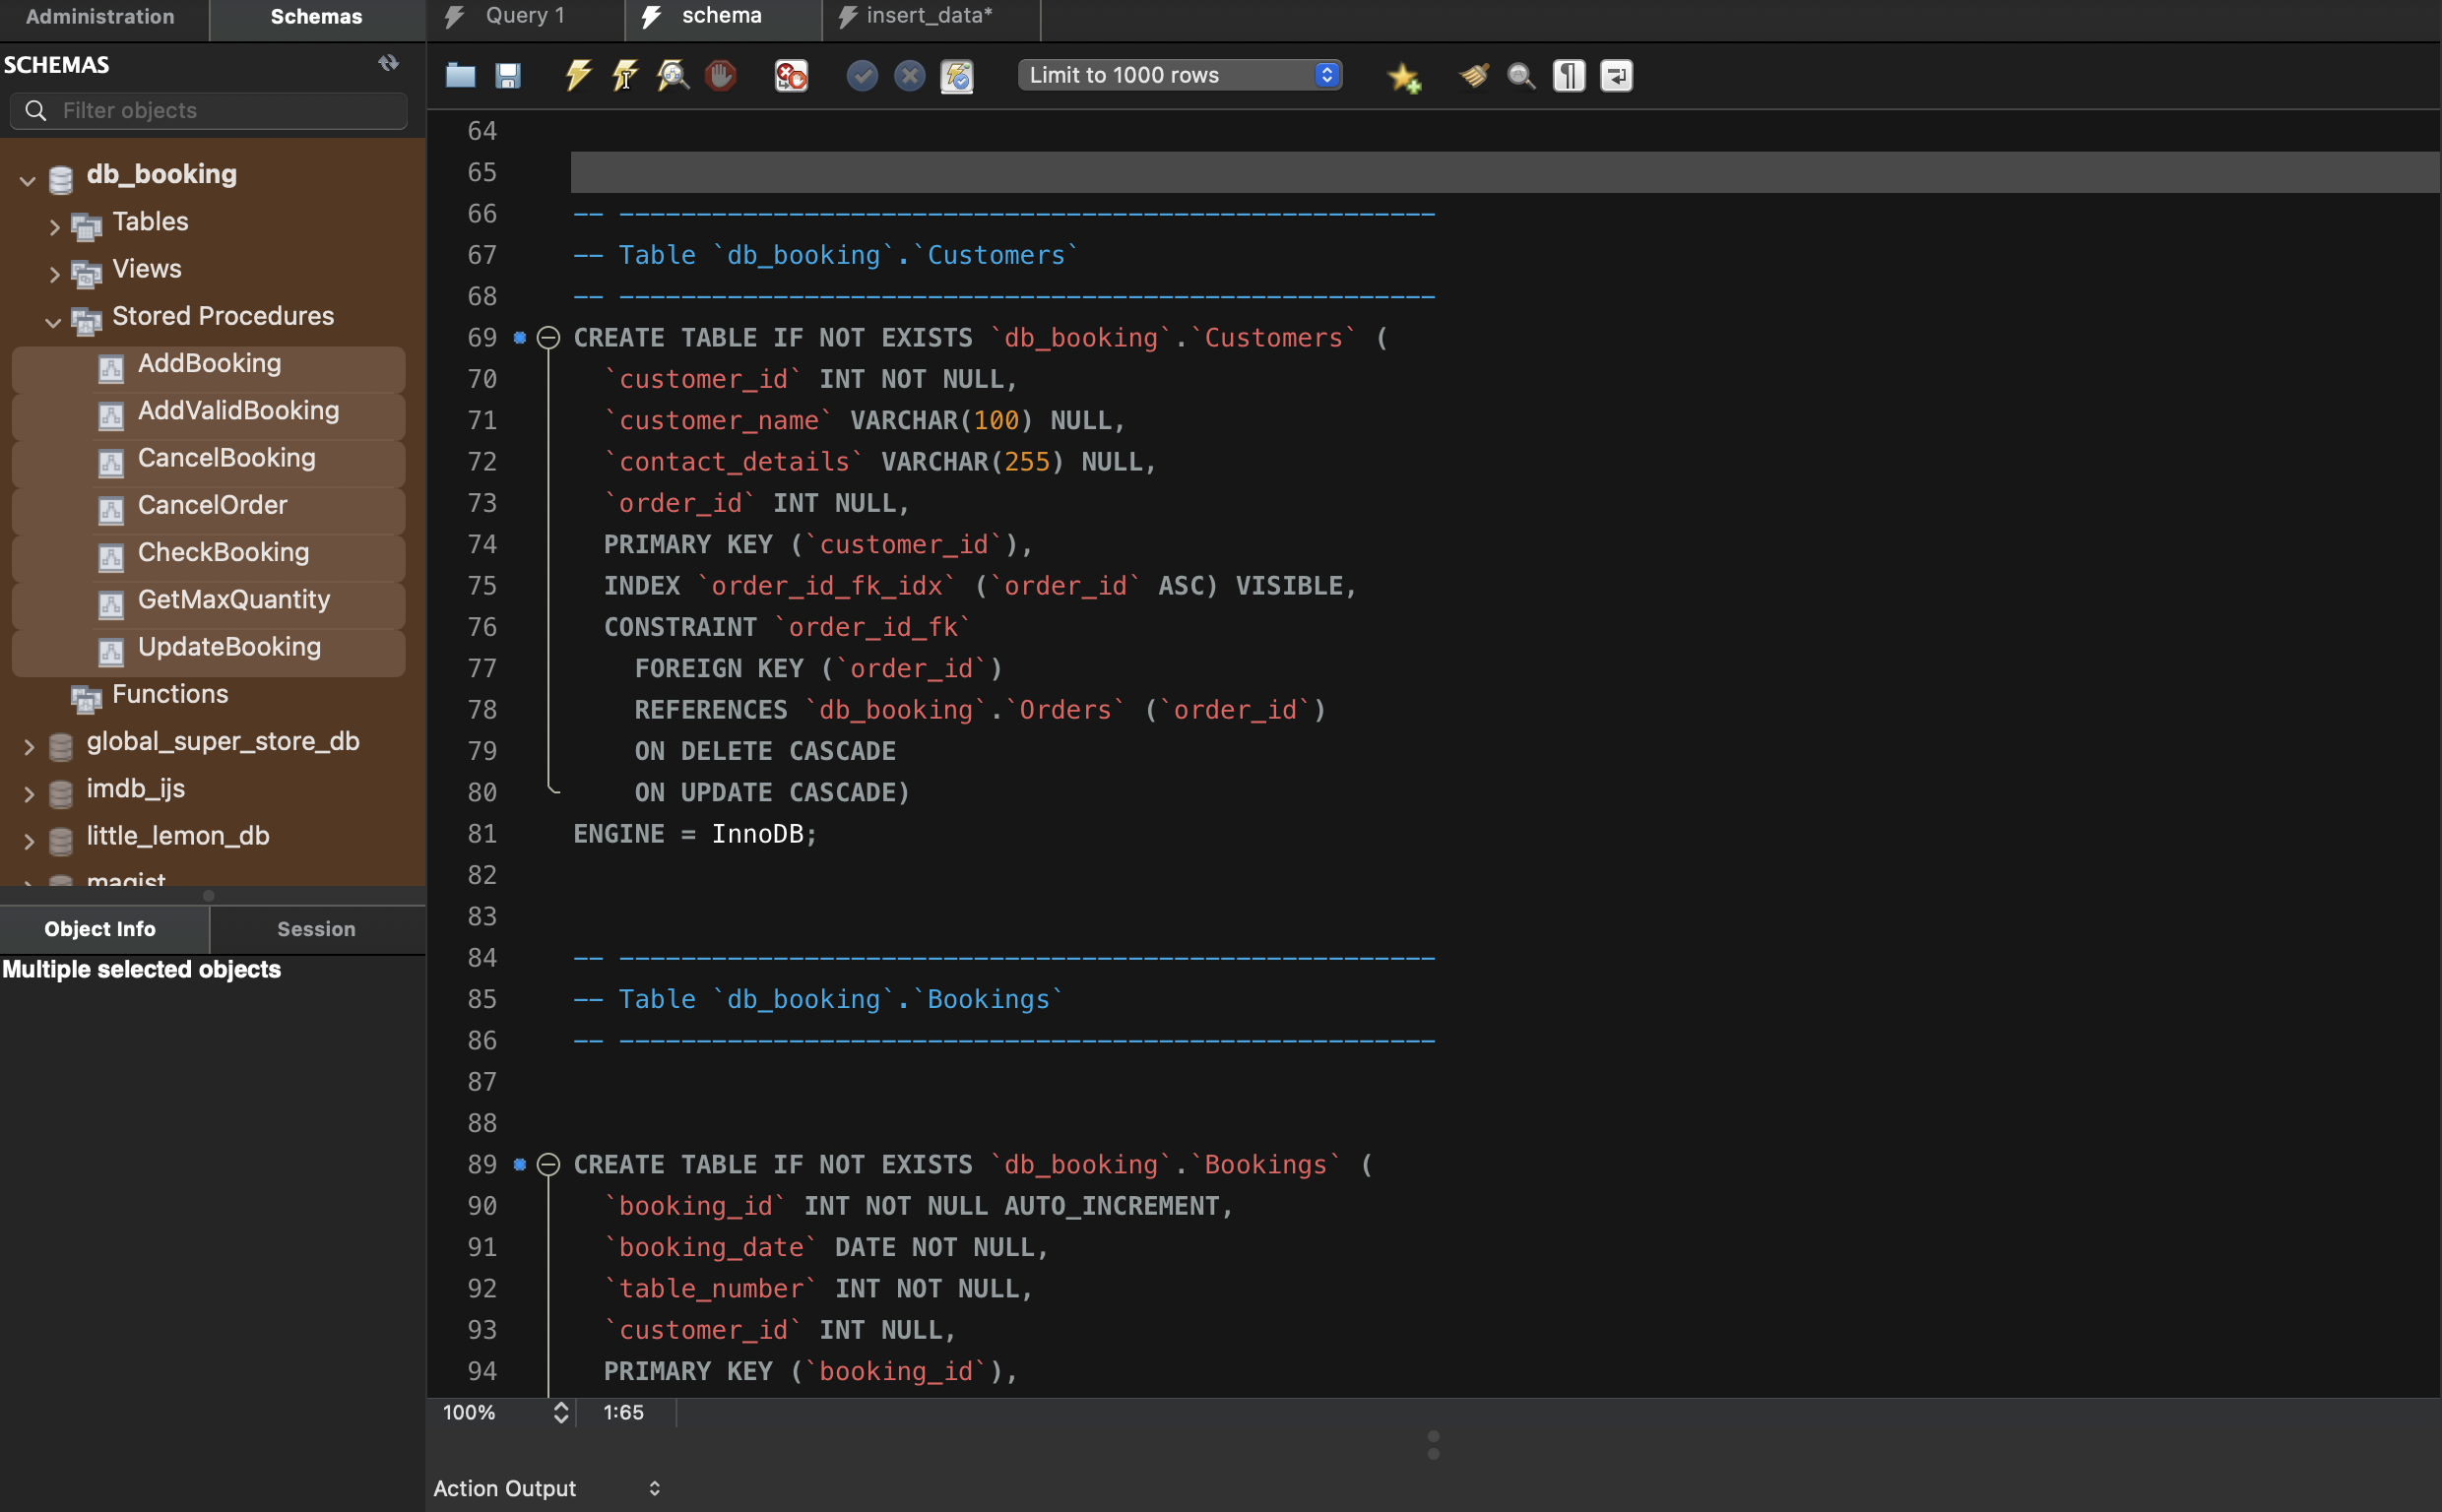 Administration
Schemas
Query 1
schema
insert_data*
SCHEMAS
Filter objects
Limit to 1000 rows
db_booking
Tables
Views
Stored Procedures
AddBooking
AddValidBooking
CancelBooking
CancelOrder
CheckBooking
GetMaxQuantity
UpdateBooking
Functions
global_super_store_db
imdb_ijs
little_lemon_db
magist
Object Info
Session
Multiple selected objects
64
65
66 -- -----------------------------------------------------
67 -- Table `db_booking`.`Customers`
68 -- -----------------------------------------------------
69 CREATE TABLE IF NOT EXISTS `db_booking`.`Customers` (
70 `customer_id` INT NOT NULL,
71 `customer_name` VARCHAR(100) NULL,
72 `contact_details` VARCHAR(255) NULL,
73 `order_id` INT NULL,
74 PRIMARY KEY (`customer_id`),
75 INDEX `order_id_fk_idx` (`order_id` ASC) VISIBLE,
76 CONSTRAINT `order_id_fk`
77 FOREIGN KEY (`order_id`)
78 REFERENCES `db_booking`.`Orders` (`order_id`)
79 ON DELETE CASCADE
80 ON UPDATE CASCADE)
81 ENGINE = InnoDB;
82
83
84 -- -----------------------------------------------------
85 -- Table `db_booking`.`Bookings`
86 -- -----------------------------------------------------
87
88
89 CREATE TABLE IF NOT EXISTS `db_booking`.`Bookings` (
90 `booking_id` INT NOT NULL AUTO_INCREMENT,
91 `booking_date` DATE NOT NULL,
92 `table_number` INT NOT NULL,
93 `customer_id` INT NULL,
94 PRIMARY KEY (`booking_id`),
100%
1:65
Action Output